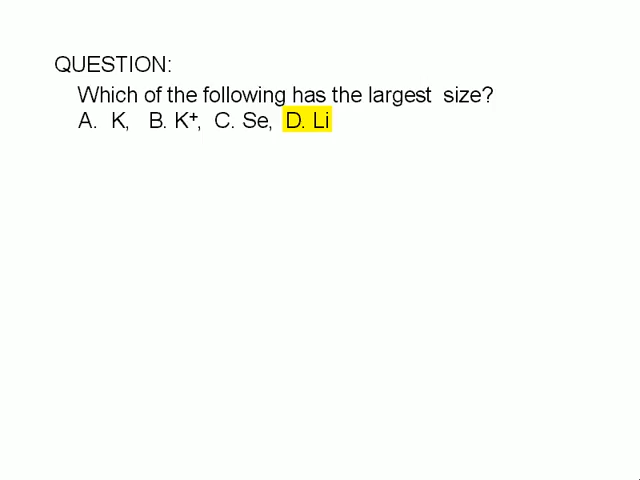 QUESTION:
Which of the following has the largest  size?
A.  K,   B. K⁺,  C. Se,  D. Li